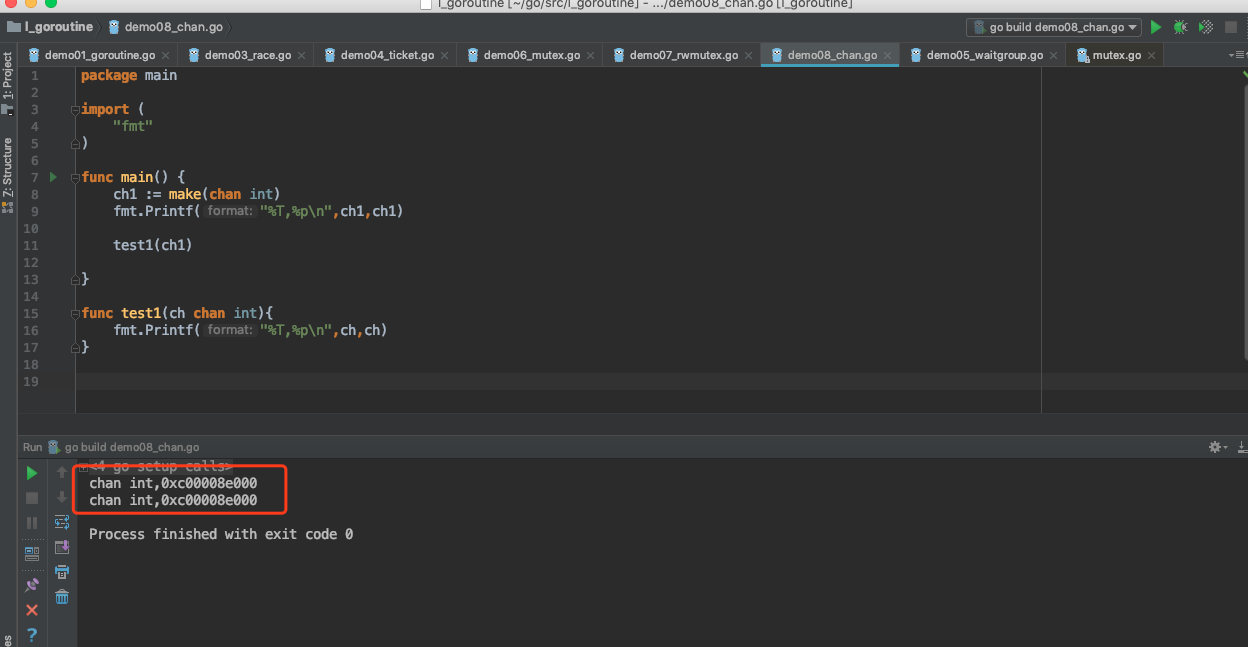 l_goroutine [~/go/src/l_goroutine] - .../demo08_chan.go [l_goroutine]
l_goroutine demo08_chan.go go build demo08_chan.go
demo01_goroutine.go demo03_race.go demo04_ticket.go demo06_mutex.go demo07_rwmutex.go demo08_chan.go demo05_waitgroup.go mutex.go
1: Project
7: Structure
1 package main
2
3 import (
4 "fmt"
5 )
6
7 func main() {
8 ch1 := make(chan int)
9 fmt.Printf( format: "%T,%p\n",ch1,ch1)
10
11 test1(ch1)
12
13 }
14
15 func test1(ch chan int){
16 fmt.Printf( format: "%T,%p\n",ch,ch)
17 }
18
19
Run go build demo08_chan.go
<4 go setup calls>
chan int,0xc00008e000
chan int,0xc00008e000
Process finished with exit code 0